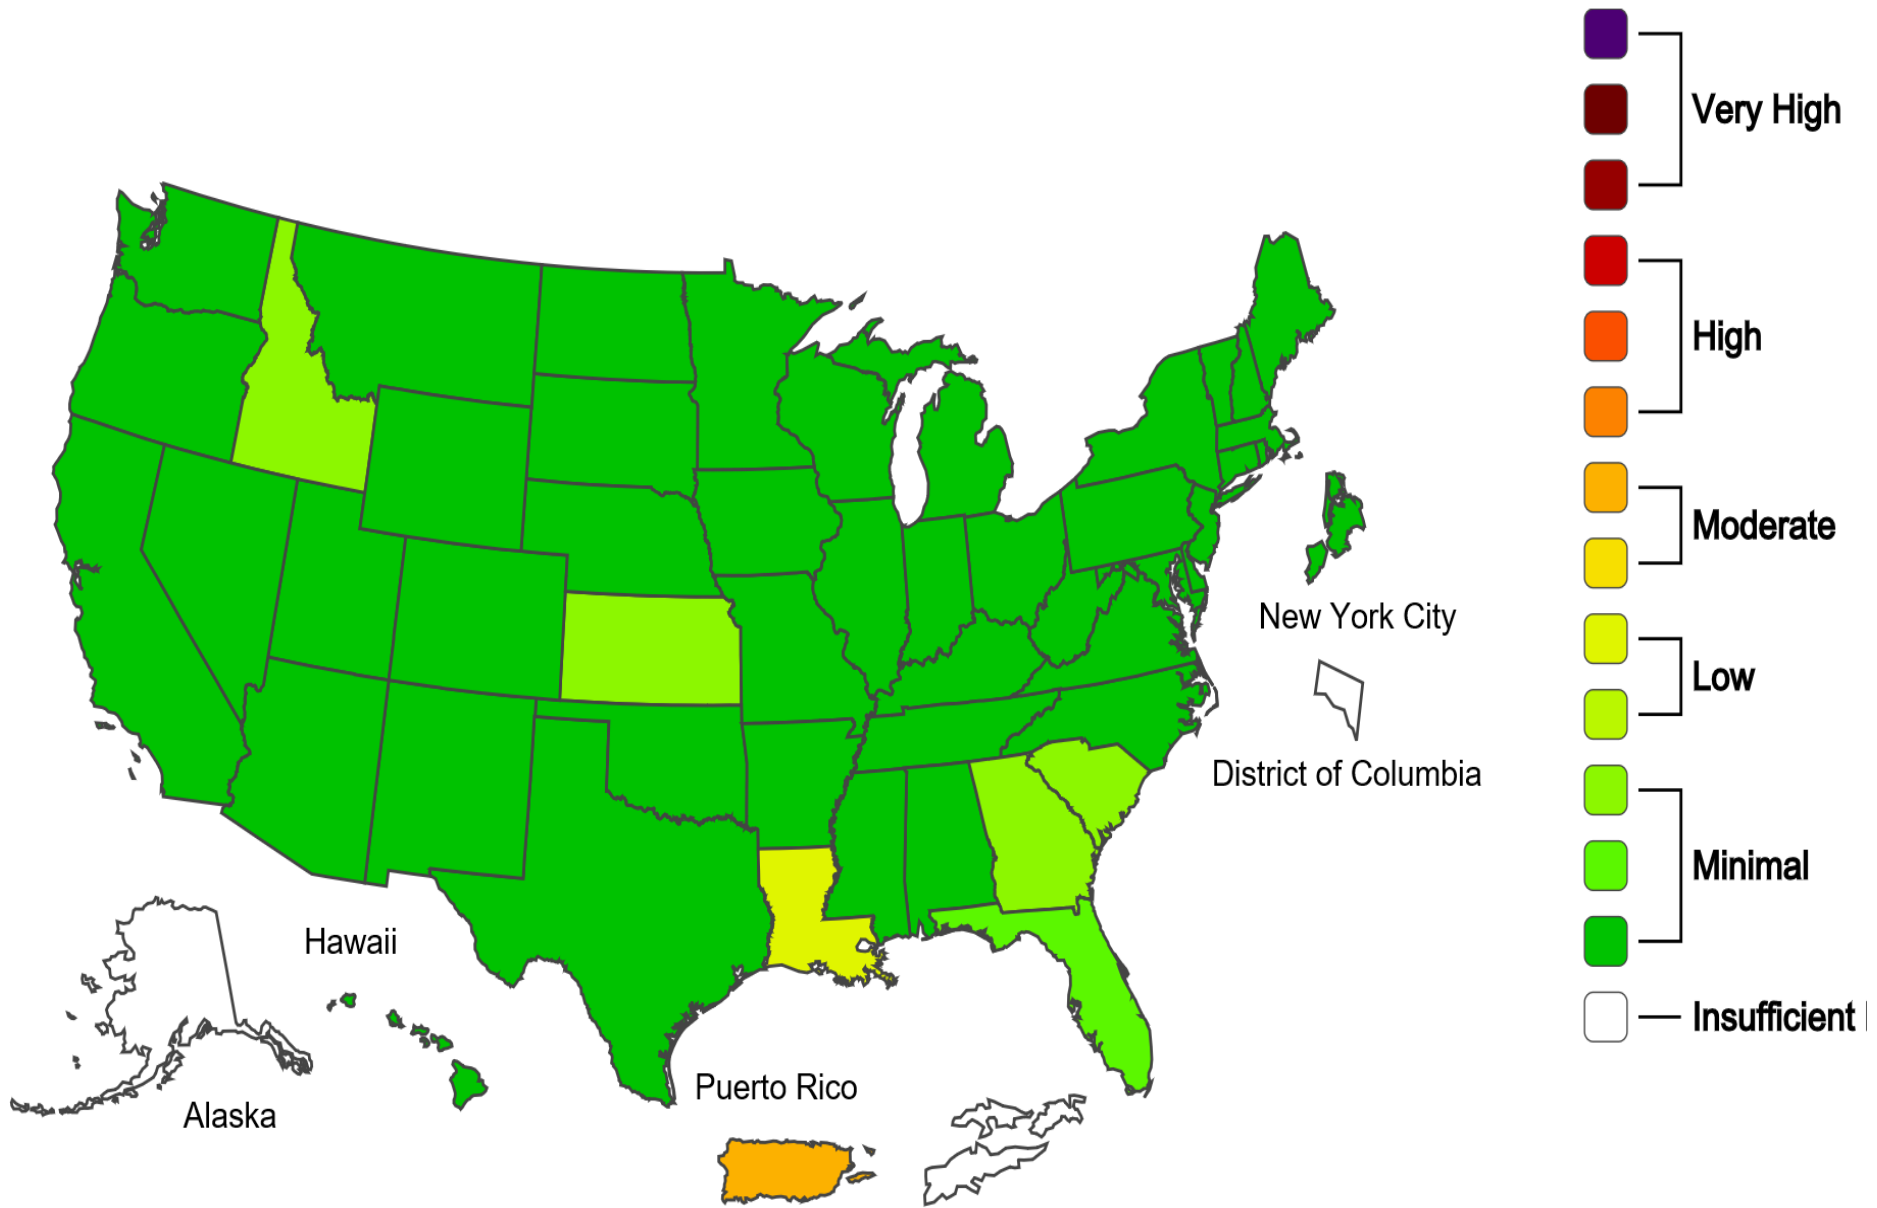 Very High
High
Moderate
Low
Minimal
Insufficient
New York City
District of Columbia
Hawaii
Alaska
Puerto Rico